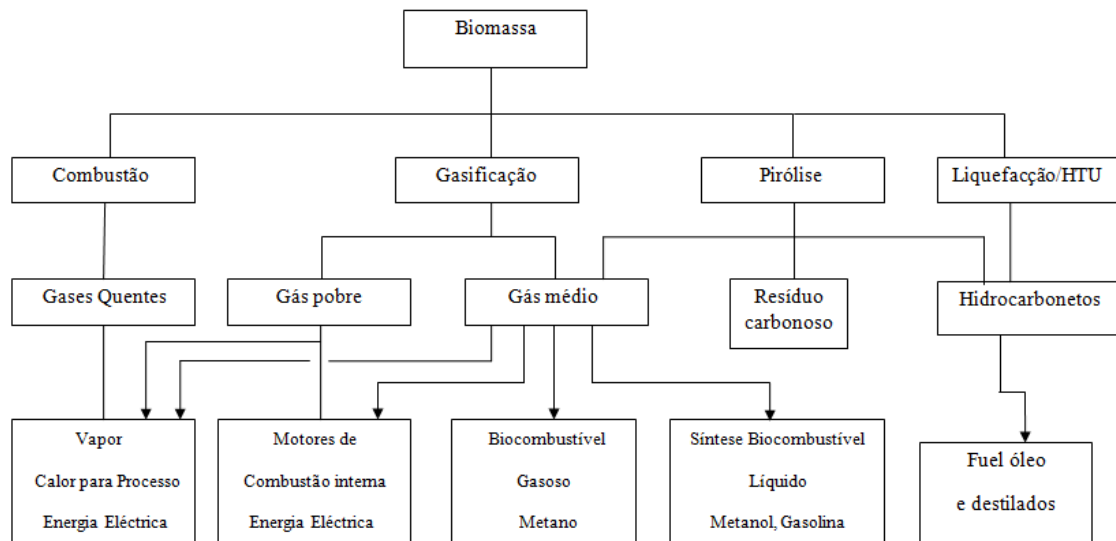 Biomassa
Combustão
Gasificação
Pirólise
Liquefacção/HTU
Gases Quentes
Gás pobre
Gás médio
Resíduo
carbonoso
Hidrocarbonetos
Vapor
Calor para Processo
Energia Eléctrica
Motores de
Combustão interna
Energia Eléctrica
Biocombustível
Gasoso
Metano
Síntese Biocombustível
Líquido
Metanol, Gasolina
Fuel óleo
e destilados